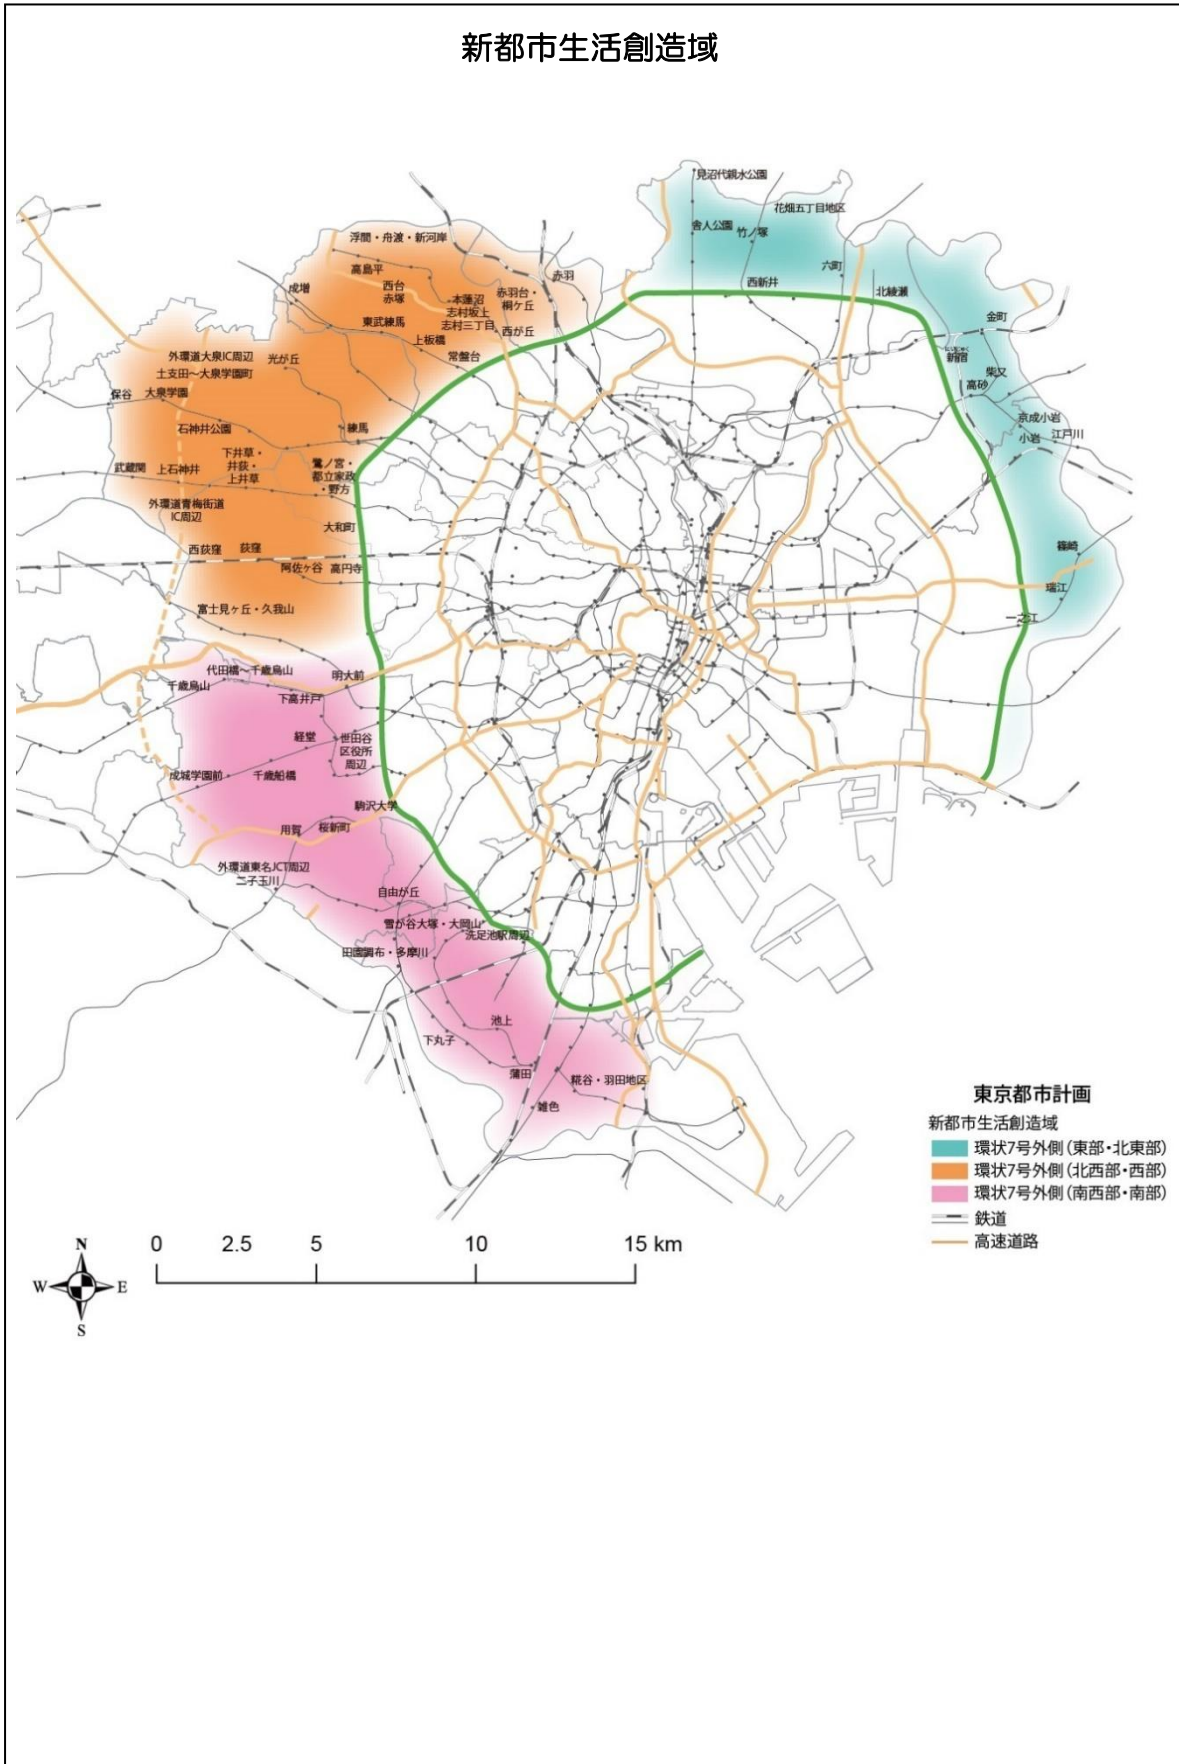 新都市生活創造域
見沼代親水公園
花畑五丁目地区
舎人公園
竹ノ塚
六町
西新井
北綾瀬
金町
にいじゅく
新宿
柴又
高砂
京成小岩
小岩
江戸川
篠崎
瑞江
一之江
浮間・舟渡・新河岸
高島平
赤羽
成増
西台
赤塚
本蓮沼
志村坂上
志村三丁目
赤羽台・
桐ケ丘
西が丘
東武練馬
上板橋
常盤台
外環道大泉IC周辺
光が丘
土支田～大泉学園町
保谷
大泉学園
石神井公園
練馬
武蔵関
上石神井
下井草・
井荻・
上井草
鷺ノ宮・
都立家政
・野方
外環道青梅街道
IC周辺
大和町
西荻窪
荻窪
阿佐ヶ谷
高円寺
富士見ヶ丘・久我山
代田橋～千歳烏山
千歳烏山
明大前
下高井戸
経堂
世田谷
区役所
周辺
成城学園前
千歳船橋
駒沢大学
用賀
桜新町
外環道東名JCT周辺
二子玉川
自由が丘
雪が谷大塚・大岡山
洗足池駅周辺
田園調布・多摩川
池上
下丸子
蒲田
糀谷・羽田地区
雑色
東京都市計画
新都市生活創造域
環状7号外側(東部・北東部)
環状7号外側(北西部・西部)
環状7号外側(南西部・南部)
鉄道
高速道路
0 2.5 5 10 15 km
N
W E
S